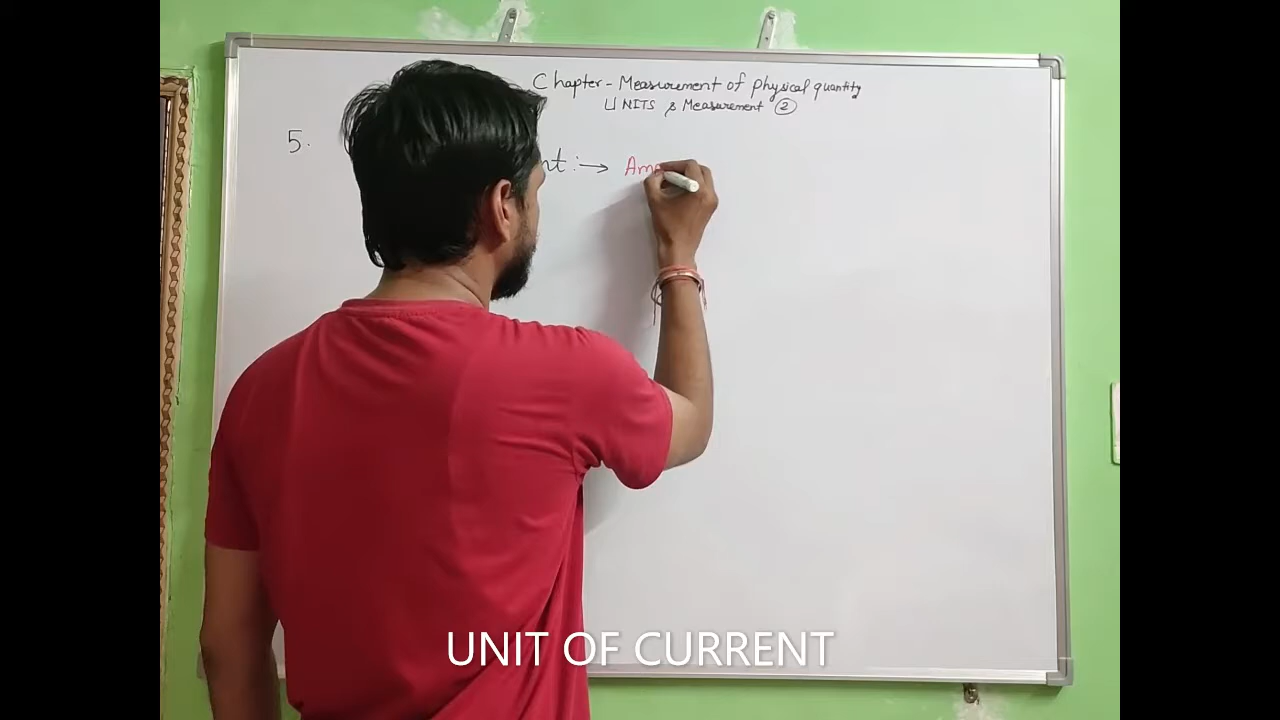 Chapter - Measurement of Physical quantity
UNITS & Measurement ②
5.
nt :→ Am
UNIT OF CURRENT